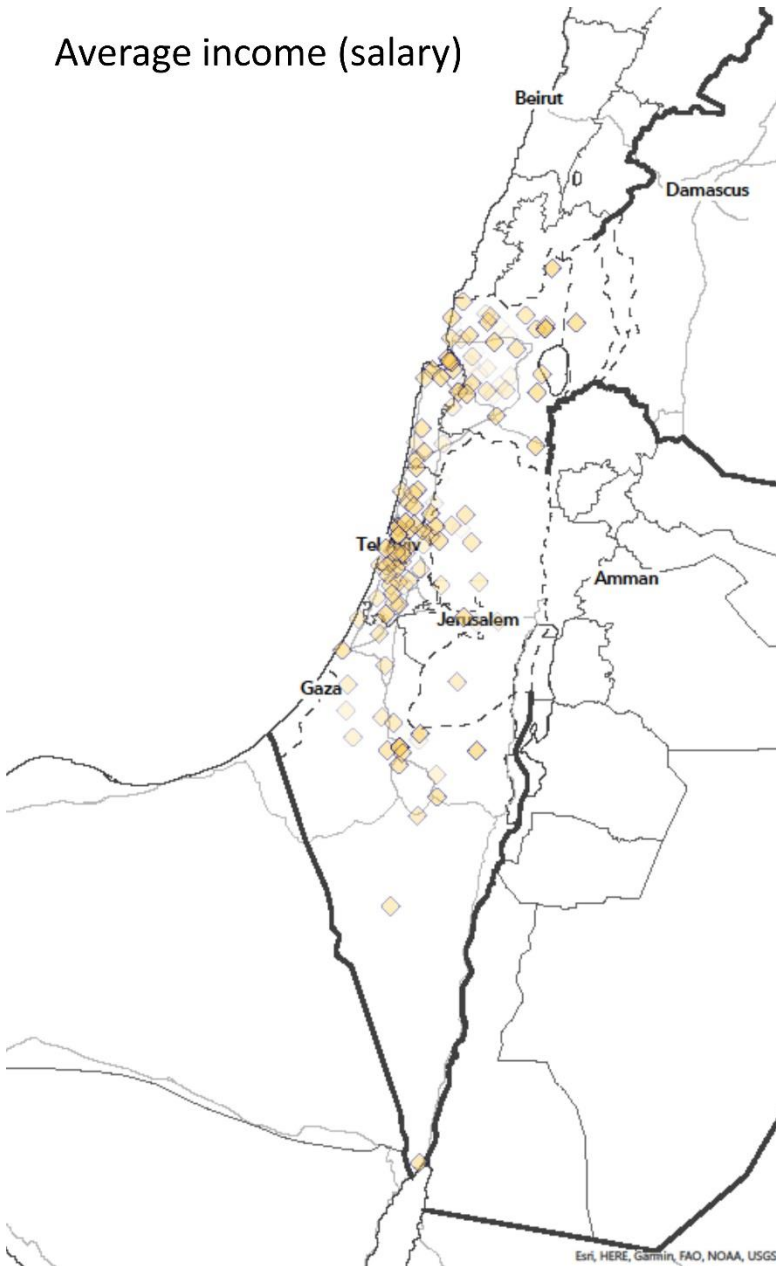 Average income (salary)
Beirut
Damascus
Tel Aviv
Amman
Jerusalem
Gaza
Esri, HERE, Garmin, FAO, NOAA, USGS